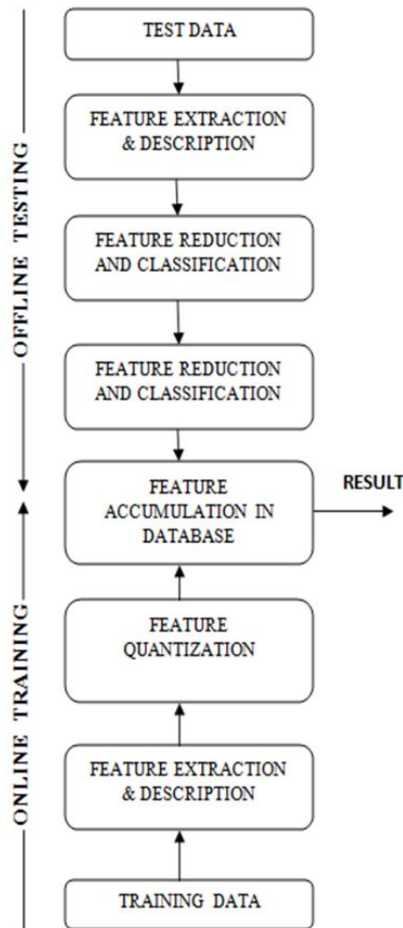 TEST DATA
FEATURE EXTRACTION
& DESCRIPTION
FEATURE REDUCTION
AND CLASSIFICATION
FEATURE REDUCTION
AND CLASSIFICATION
FEATURE
ACCUMULATION IN
DATABASE
RESULT
FEATURE
QUANTIZATION
FEATURE EXTRACTION
& DESCRIPTION
TRAINING DATA
OFFLINE TESTING
ONLINE TRAINING